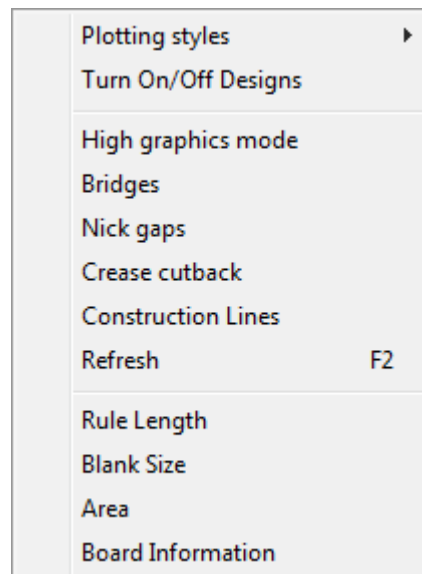 Plotting styles
Turn On/Off Designs
High graphics mode
Bridges
Nick gaps
Crease cutback
Construction Lines
Refresh F2
Rule Length
Blank Size
Area
Board Information